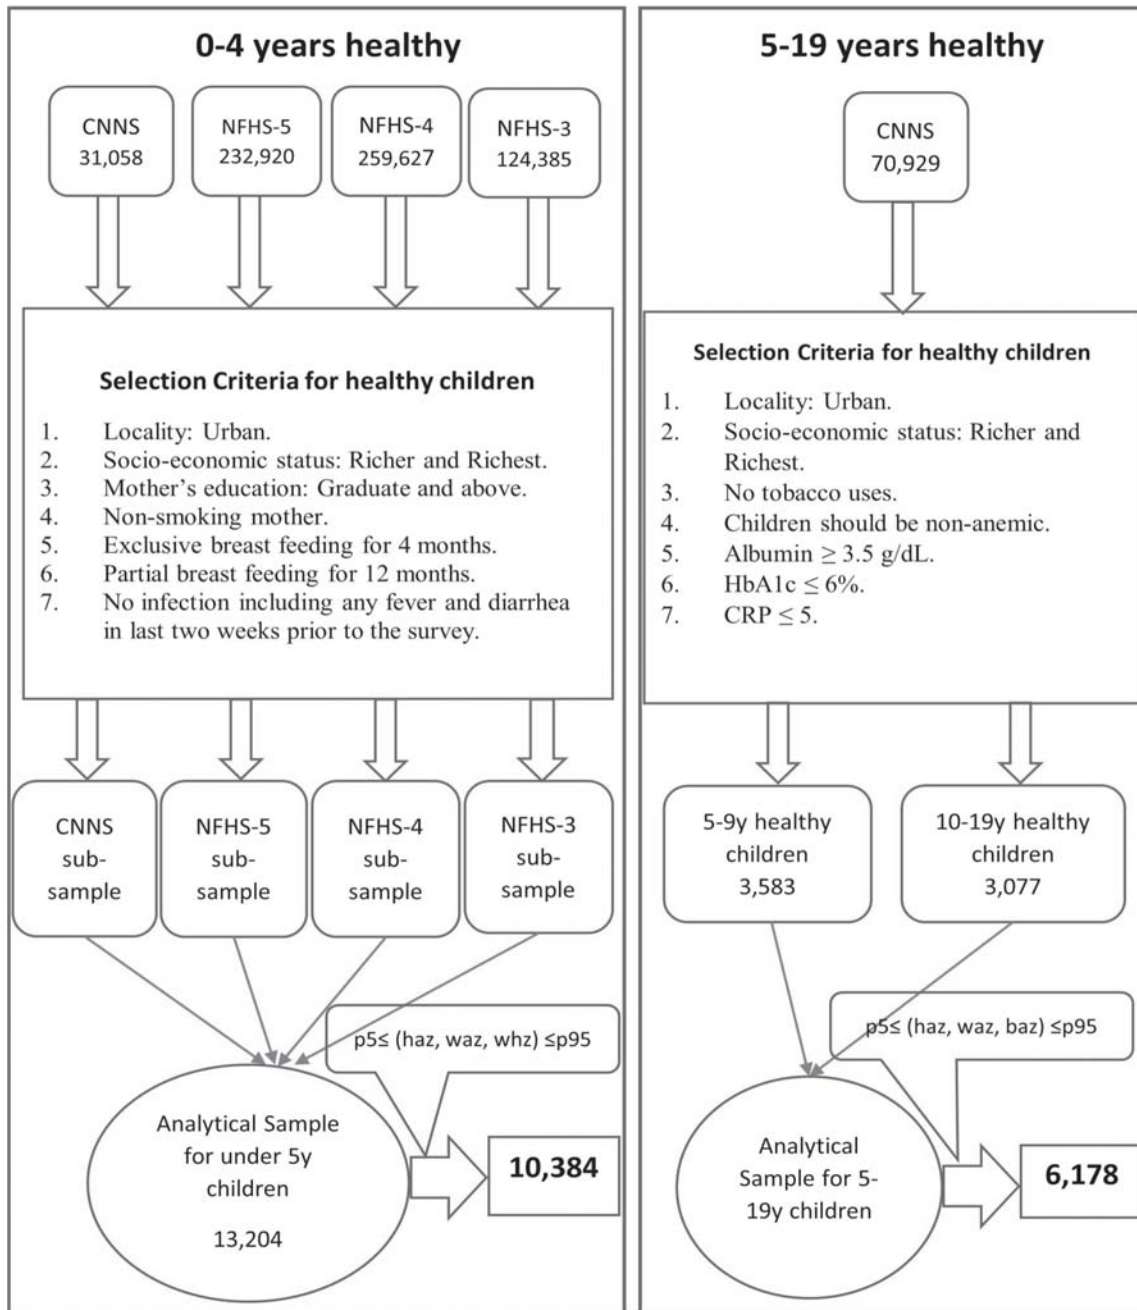 0-4 years healthy
CNNS
31,058
NFHS-5
232,920
NFHS-4
259,627
NFHS-3
124,385
Selection Criteria for healthy children
1. Locality: Urban.
2. Socio-economic status: Richer and Richest.
3. Mother's education: Graduate and above.
4. Non-smoking mother.
5. Exclusive breast feeding for 4 months.
6. Partial breast feeding for 12 months.
7. No infection including any fever and diarrhea
in last two weeks prior to the survey.
CNNS
sub-
sample
NFHS-5
sub-
sample
NFHS-4
sub-
sample
NFHS-3
sub-
sample
p5≤ (haz, waz, whz) ≤p95
Analytical Sample
for under 5y
children
13,204
10,384
5-19 years healthy
CNNS
70,929
Selection Criteria for healthy children
1. Locality: Urban.
2. Socio-economic status: Richer and
Richest.
3. No tobacco uses.
4. Children should be non-anemic.
5. Albumin ≥ 3.5 g/dL.
6. HbA1c ≤ 6%.
7. CRP ≤ 5.
5-9y healthy
children
3,583
10-19y healthy
children
3,077
p5≤ (haz, waz, baz) ≤p95
Analytical
Sample for 5-
19y children
6,178